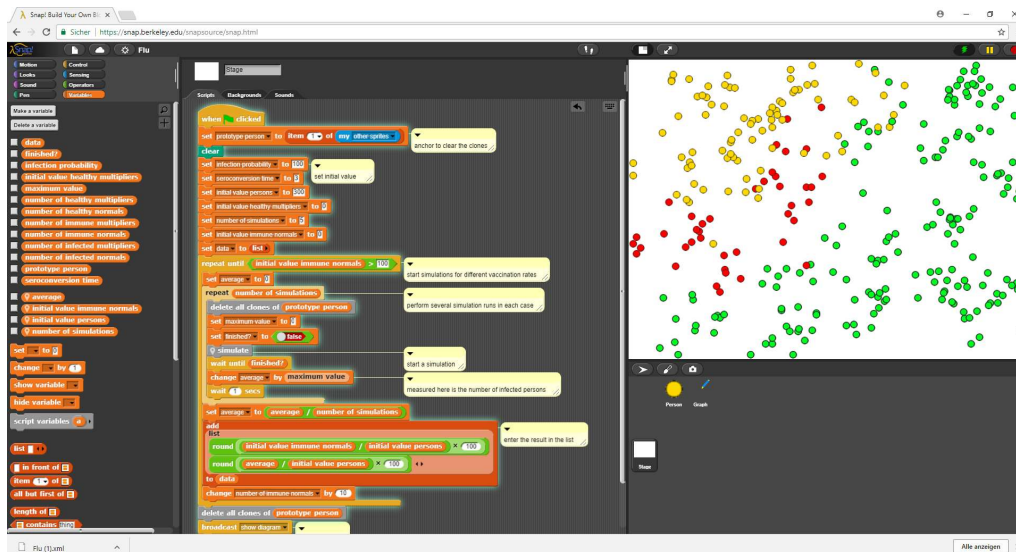 Snap! Build Your Own Bl
Sicher | https://snap.berkeley.edu/snapsource/snap.html
Snap! Flu
Motion Control
Looks Sensing
Sound Operators
Pen Variables
Make a variable
Delete a variable
data
finished?
infection probability
initial value healthy multipliers
maximum value
number of healthy multipliers
number of healthy normals
number of immune multipliers
number of infected multipliers
number of infected normals
prototype person
seroconversion time
average
initial value immune normals
initial value persons
number of simulations
set to 0
change by 1
show variable
hide variable
script variables a
list
in front of
item 1 of
all but first of
length of
contains thing
Stage
Scripts Backgrounds Sounds
when clicked
set prototype person to item 1 of my other sprites
anchor to clear the clones
clear
set infection probability to 100
set initial value
set seroconversion time to 3
set initial value persons to 300
set initial value healthy multipliers to 0
set number of simulations to 5
set initial value immune normals to 0
set data to list
repeat until initial value immune normals > 100
start simulations for different vaccination rates
set average to 0
repeat number of simulations
perform several simulation runs in each case
delete all clones of prototype person
set maximum value to 0
set finished? to false
simulate
start a simulation
wait until finished?
change average by maximum value
measured here is the number of infected persons
wait 1 secs
set average to average / number of simulations
add
list
enter the result in the list
round initial value immune normals / initial value persons × 100
round average / initial value persons × 100
to data
change number of immune normals by 10
delete all clones of prototype person
broadcast show diagram
Person Graph
Stage
Flu (1).xml
Alle anzeigen